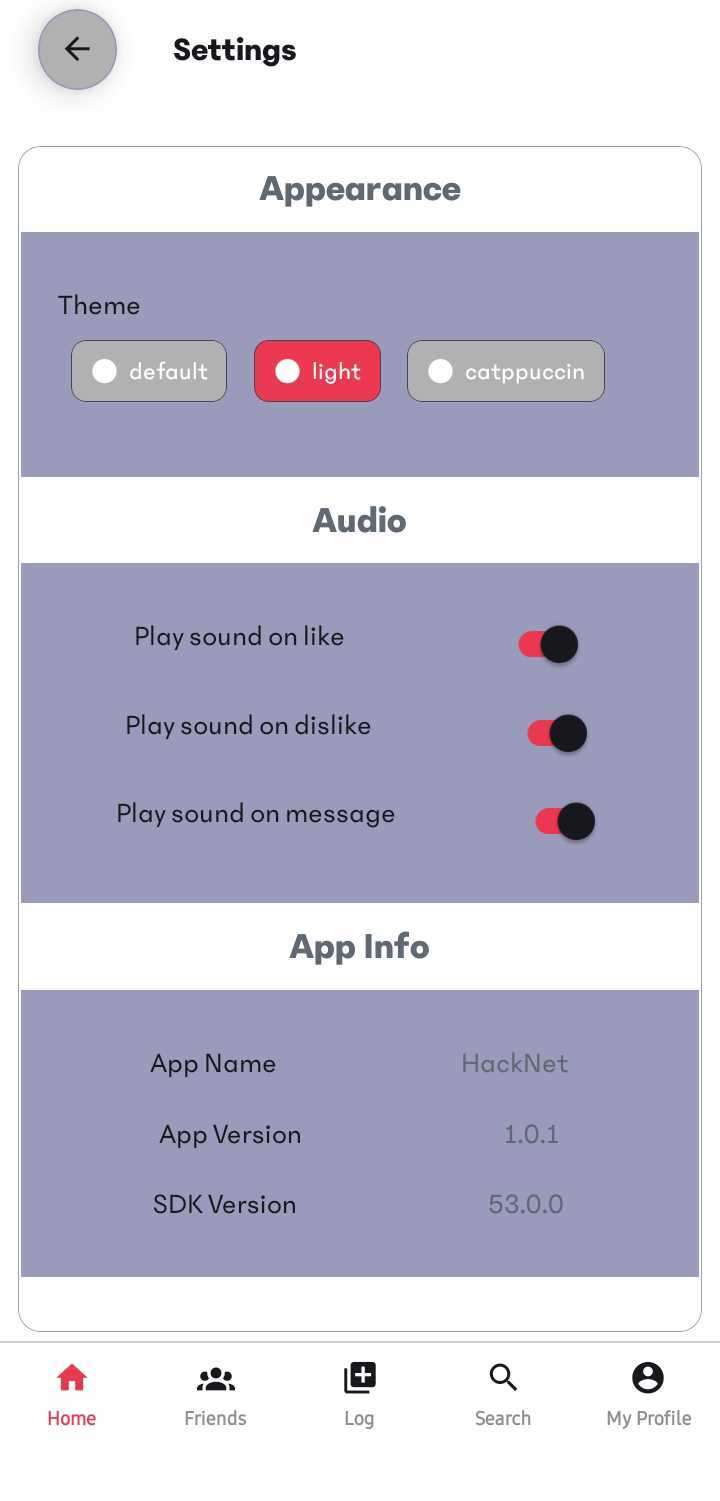 Settings
Appearance
Theme
default light catppuccin
Audio
Play sound on like
Play sound on dislike
Play sound on message
App Info
App Name HackNet
App Version 1.0.1
SDK Version 53.0.0
Home Friends Log Search My Profile